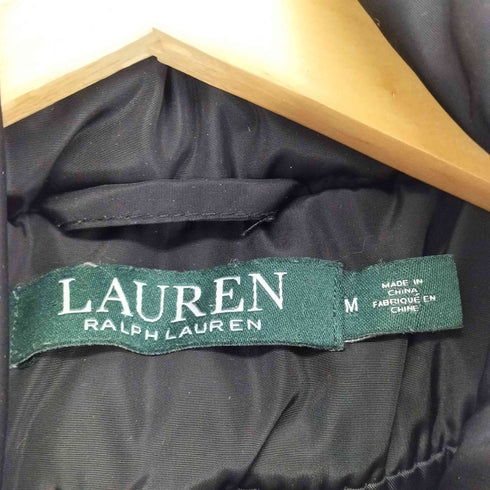 LAUREN
RALPH LAUREN
M
MADE IN
CHINA
FABRIQUÉ EN
CHINE